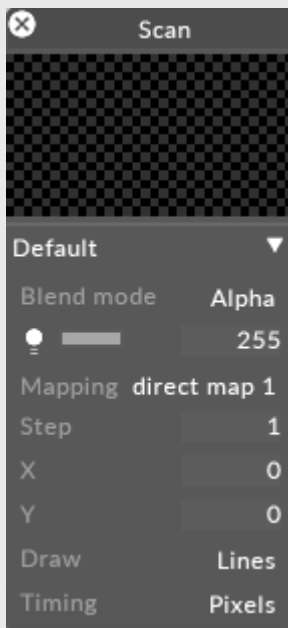 Scan
Default
Blend mode Alpha
255
Mapping direct map 1
Step 1
X 0
Y 0
Draw Lines
Timing Pixels